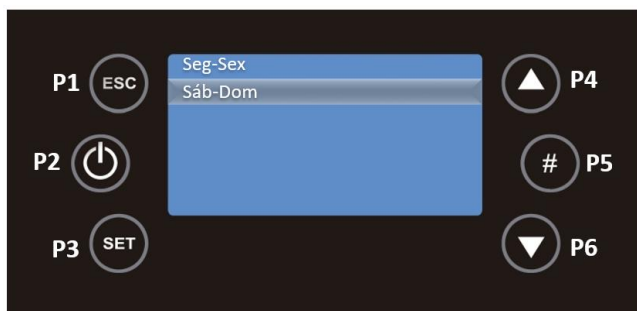 Seg-Sex
Sáb-Dom
P1 ESC
P2
P3 SET
P4
# P5
P6